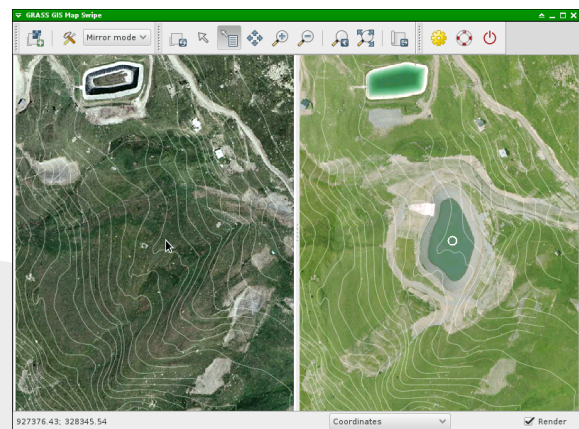 GRASS GIS Map Swipe
Mirror mode
927376.43; 328345.54
Coordinates
Render